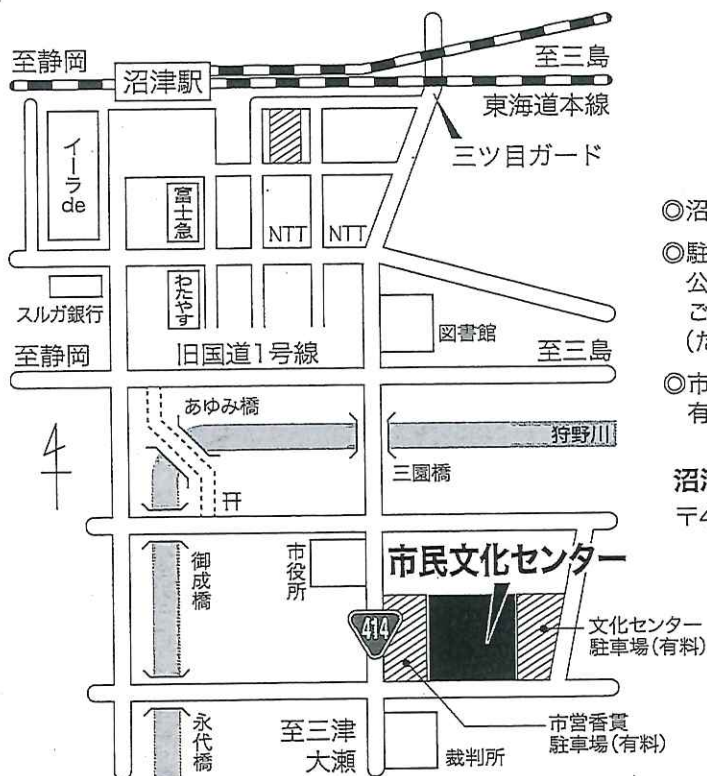 至静岡
沼津駅
至三島
東海道本線
三ツ目ガード
イーラde
富士急
NTT
NTT
わたやす
スルガ銀行
図書館
至静岡
旧国道1号線
至三島
あゆみ橋
狩野川
三園橋
御成橋
市役所
市民文化センター
414
文化センター
駐車場(有料)
市営香貫
駐車場(有料)
永代橋
至三津
大瀬
裁判所
◎沼
◎駐
公
ご
(た
◎市
有
沼津
〒4